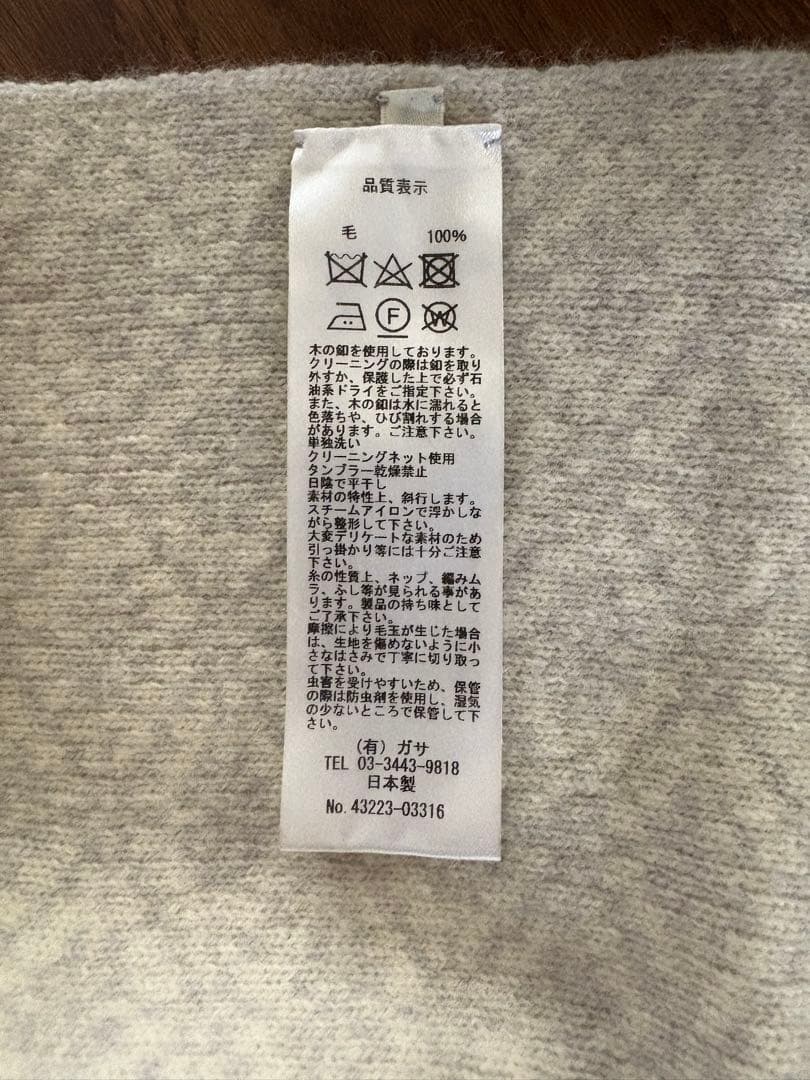 品質表示
毛 100%
F
W
木の釦を使用しております。
クリーニングの際は釦を取り
外すか、保護した上で必ず石
油系ドライをご指定下さい。
また、木の釦は水に濡れると
色落ちや、ひび割れする場合
があります。ご注意下さい。
単独洗い
クリーニングネット使用
タンブラー乾燥禁止
日陰で平干し
素材の特性上、斜行します。
スチームアイロンで浮かしな
がら整形して下さい。
大変デリケートな素材のため
引っ掛かり等には十分ご注意
下さい。
糸の性質上、ネップ、編みム
ラ、ふし等が見られる事があ
ります。製品の持ち味として
ご了承下さい。
摩擦により毛玉が生じた場合
は、生地を傷めないように小
さなはさみで丁寧に切り取っ
て下さい。
虫害を受けやすいため、保管
の際は防虫剤を使用し、湿気
の少ないところで保管して下
さい。
(有) ガサ
TEL 03-3443-9818
日本製
No. 43223-03316